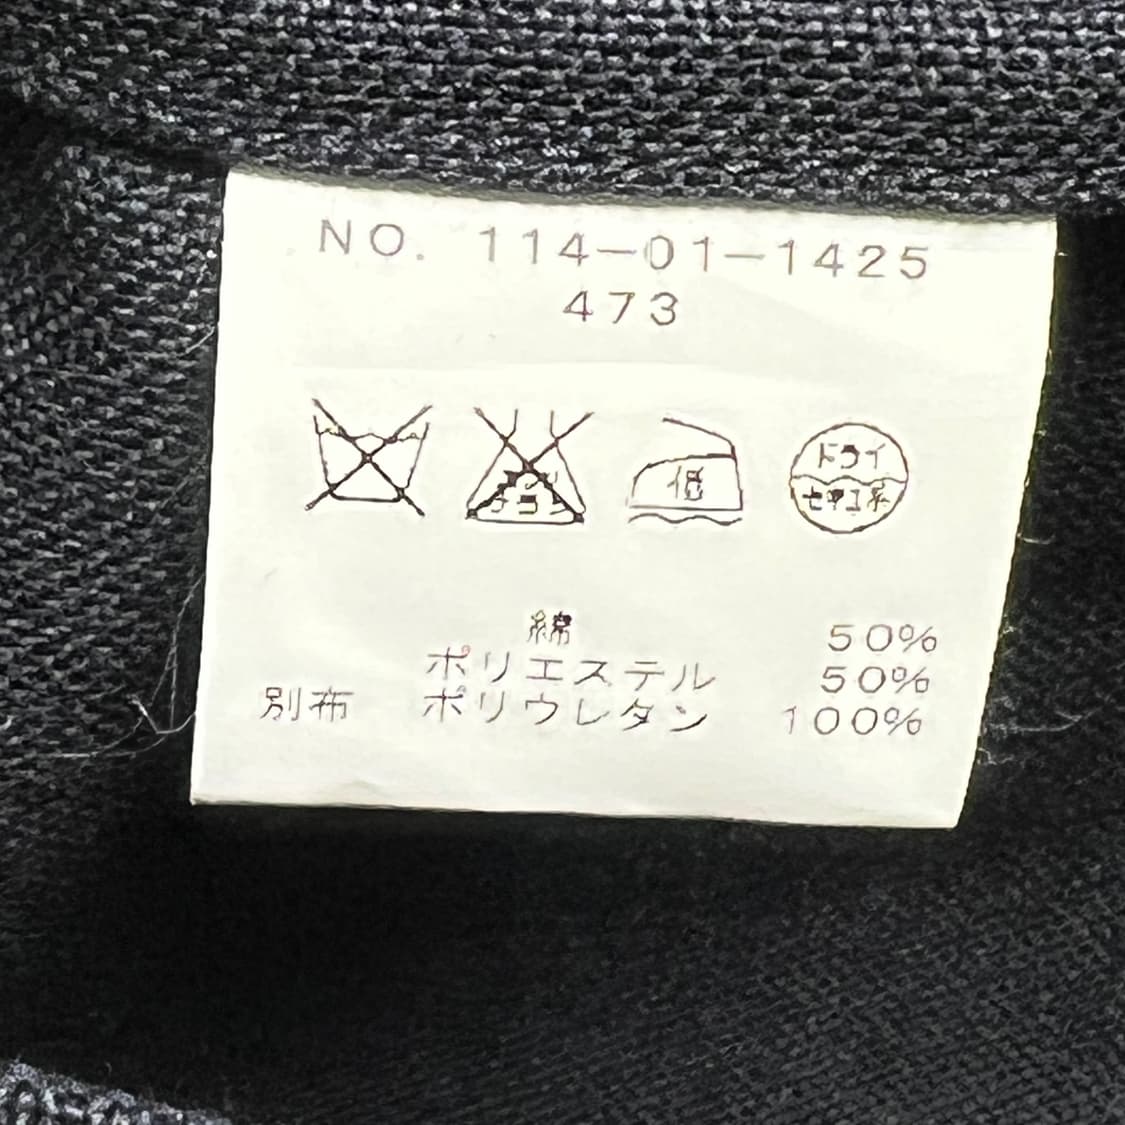 NO. 114-01-1425
473
低
ドライ
セキユ系
綿 50%
ポリエステル 50%
別布 ポリウレタン 100%